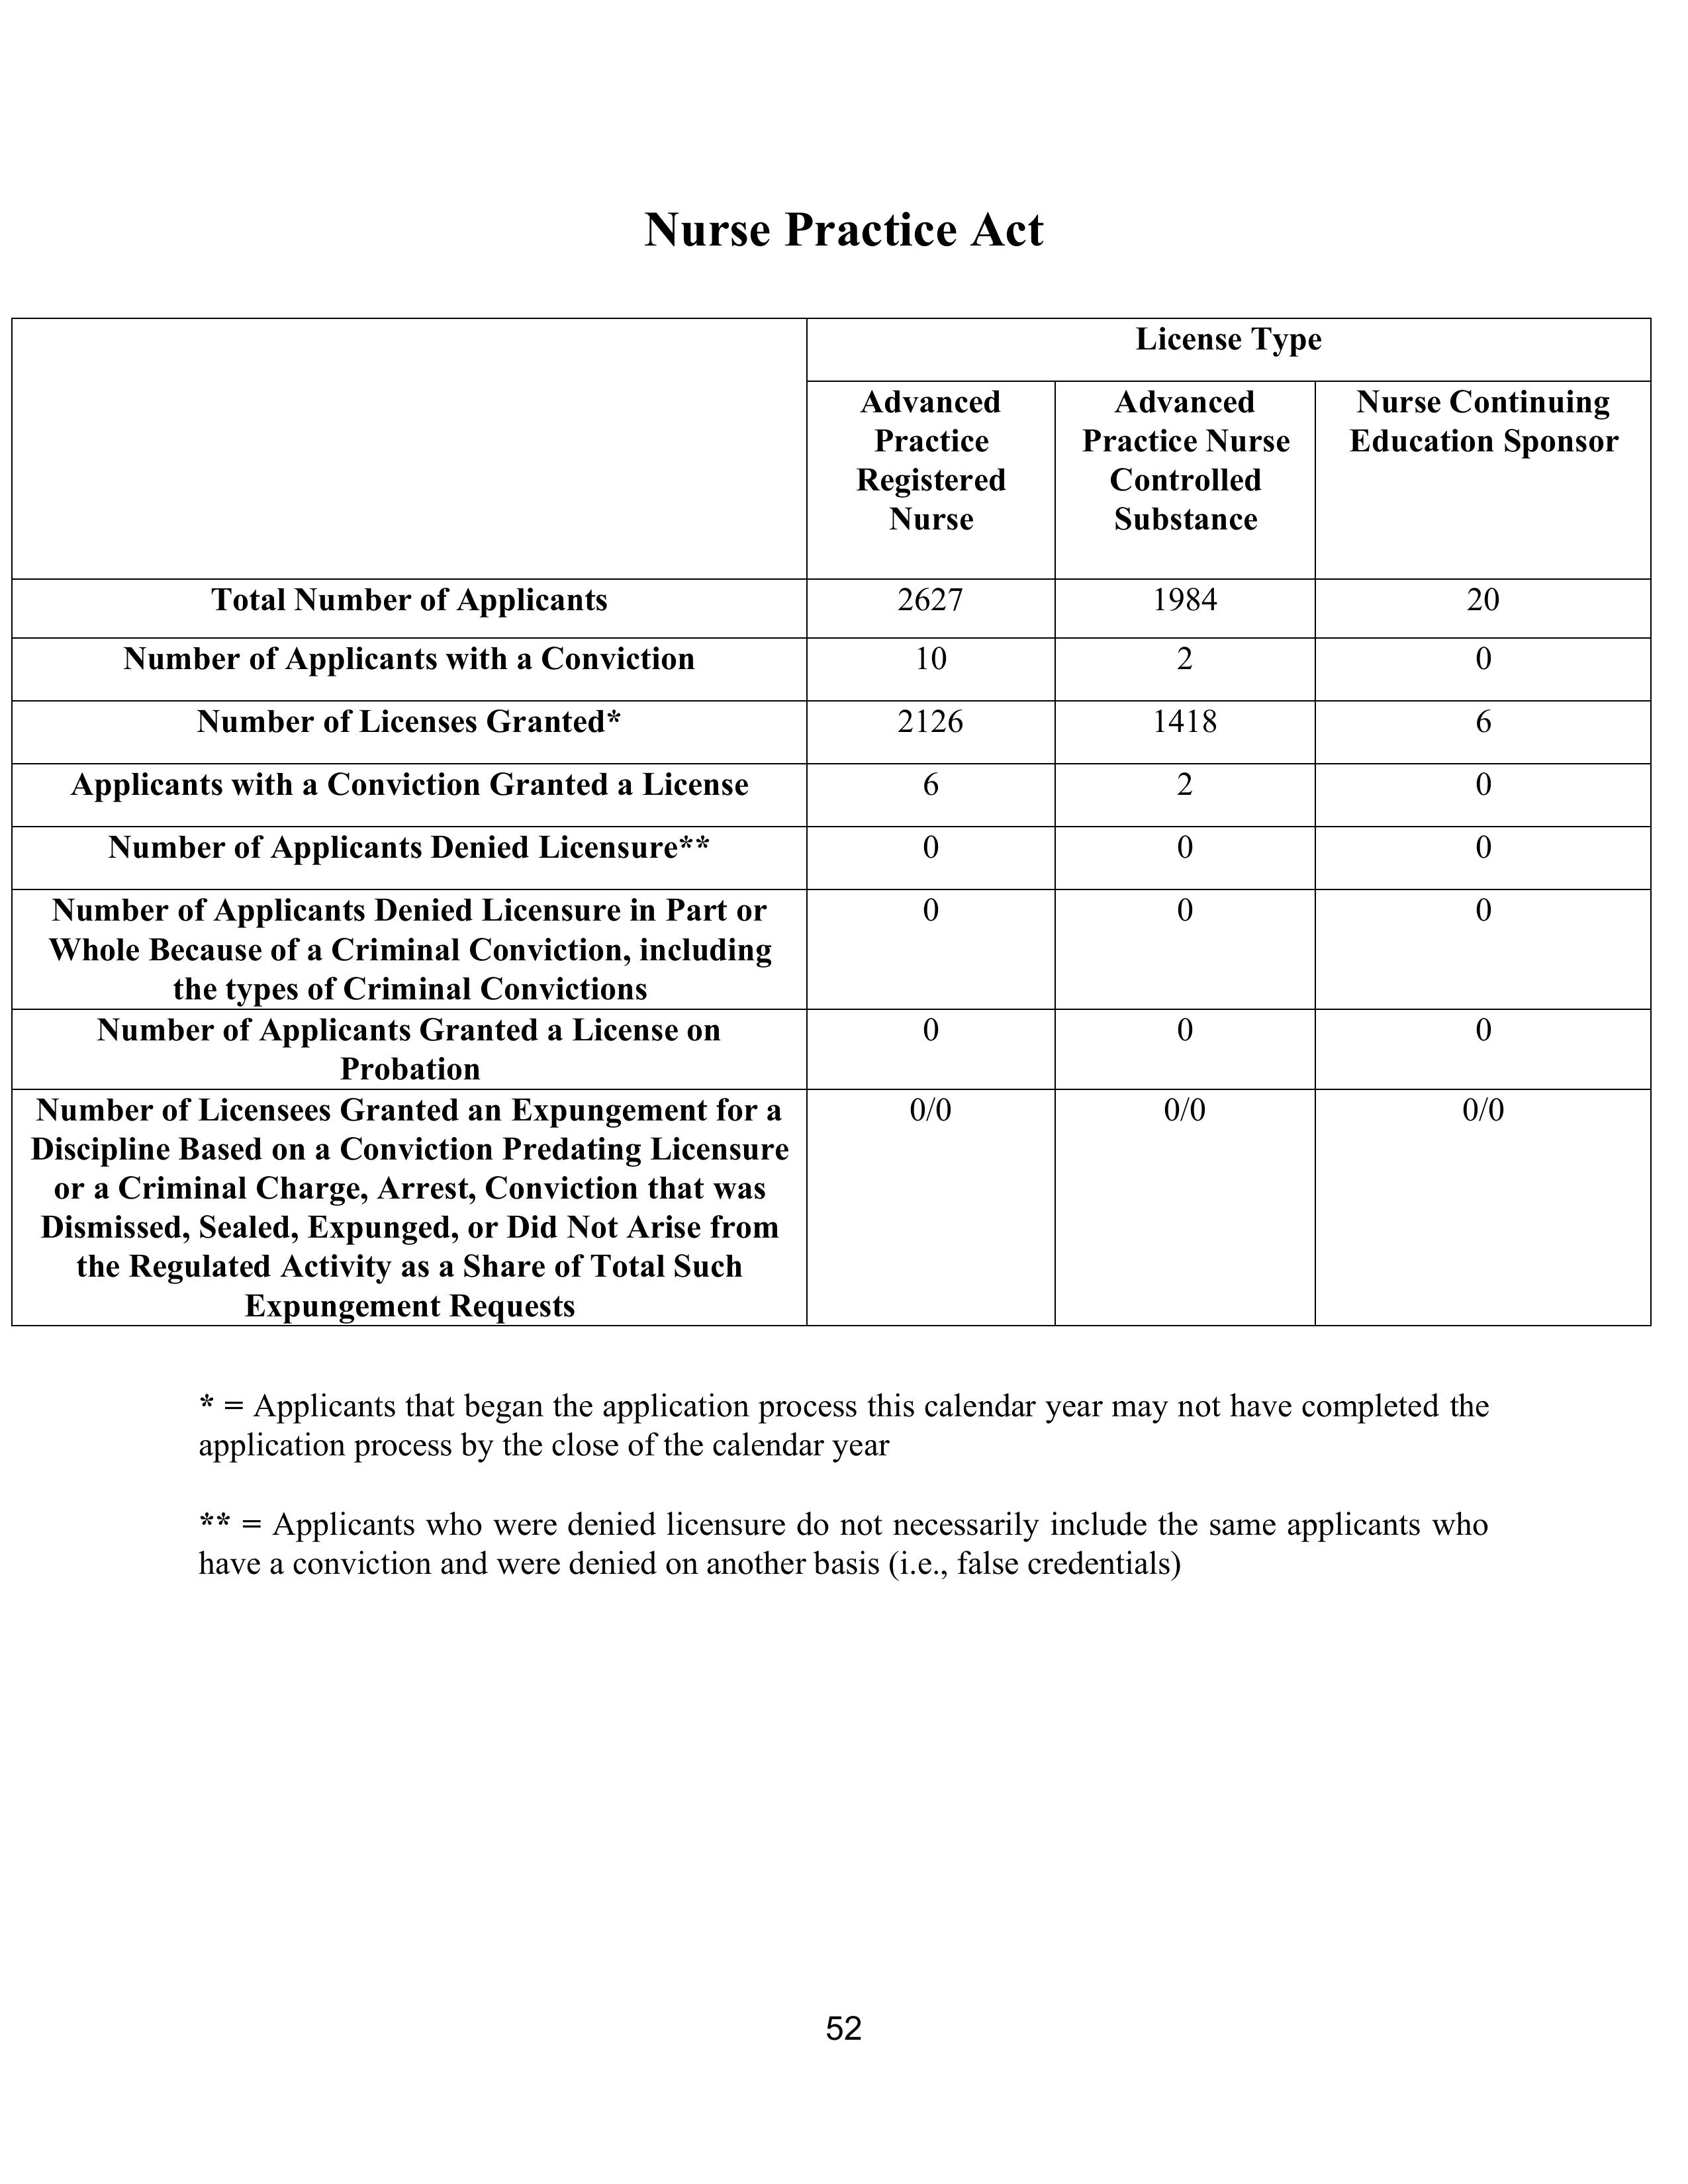 Nurse Practice Act
License Type
Advanced
Practice
Registered
Nurse
Advanced
Practice Nurse
Controlled
Substance
Nurse Continuing
Education Sponsor
Total Number of Applicants
2627
1984
20
Number of Applicants with a Conviction
10
2
0
Number of Licenses Granted*
2126
1418
6
Applicants with a Conviction Granted a License
6
2
0
Number of Applicants Denied Licensure**
0
0
0
Number of Applicants Denied Licensure in Part or
Whole Because of a Criminal Conviction, including
the types of Criminal Convictions
0
0
0
Number of Applicants Granted a License on
Probation
0
0
0
Number of Licensees Granted an Expungement for a
Discipline Based on a Conviction Predating Licensure
or a Criminal Charge, Arrest, Conviction that was
Dismissed, Sealed, Expunged, or Did Not Arise from
the Regulated Activity as a Share of Total Such
Expungement Requests
0/0
0/0
0/0
* = Applicants that began the application process this calendar year may not have completed the
application process by the close of the calendar year
** = Applicants who were denied licensure do not necessarily include the same applicants who
have a conviction and were denied on another basis (i.e., false credentials)
52